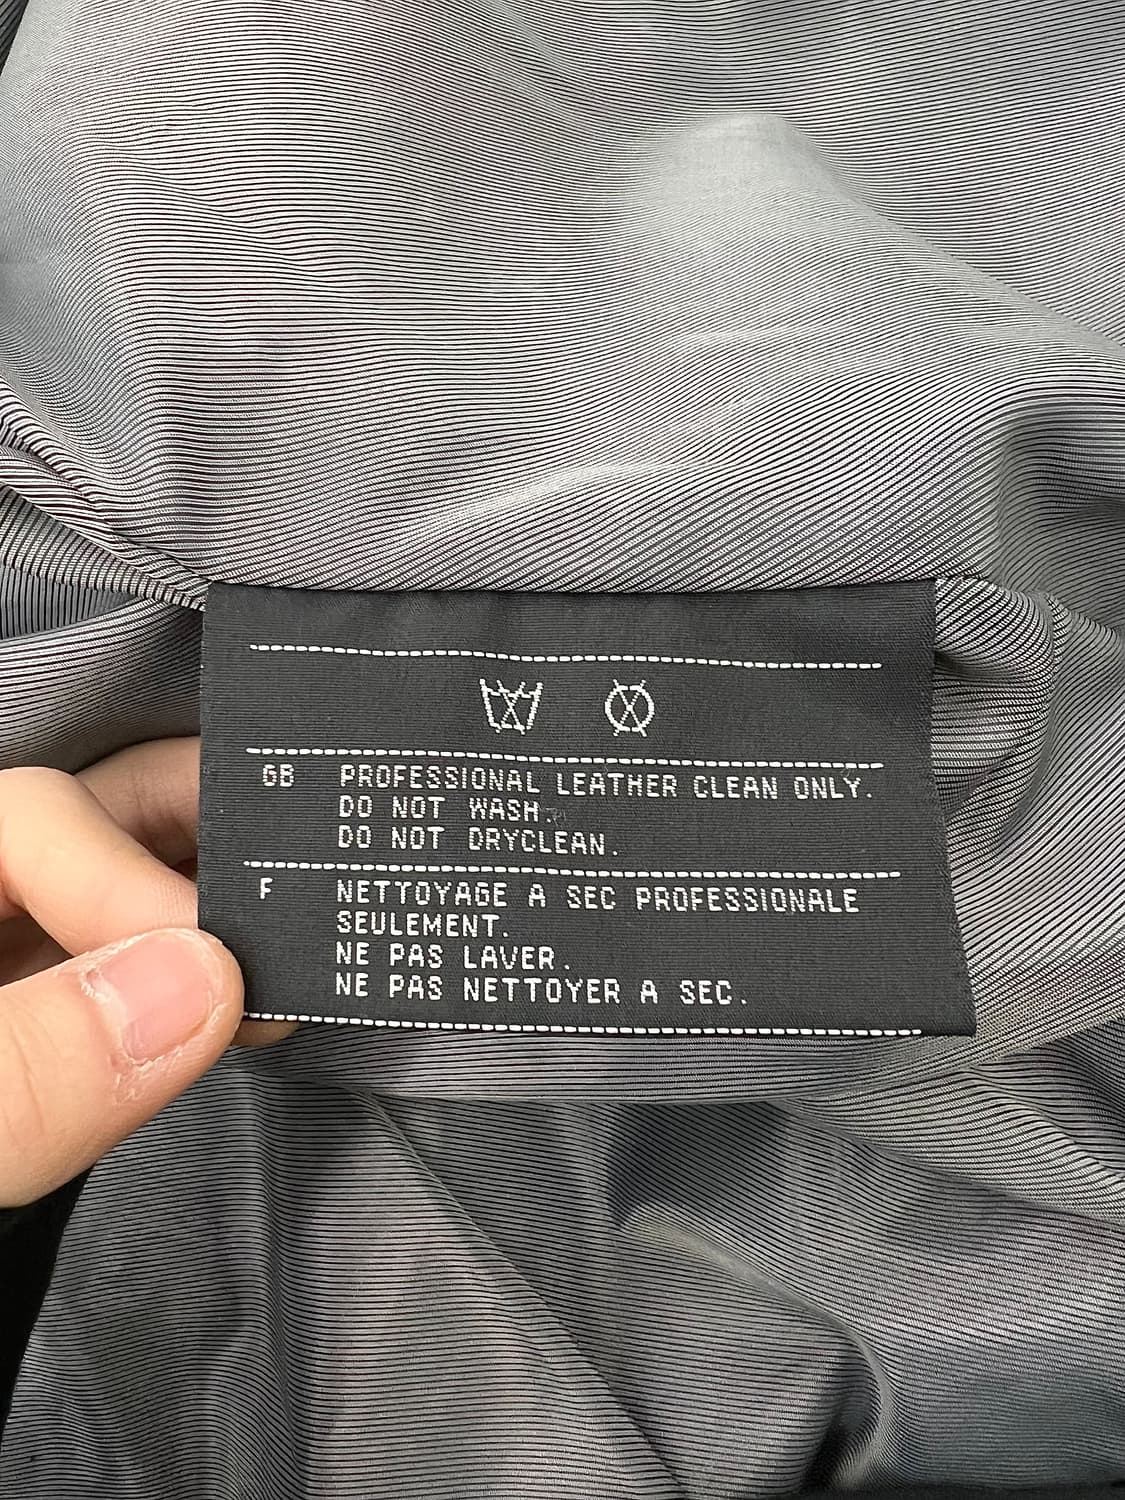 GB PROFESSIONAL LEATHER CLEAN ONLY.
DO NOT WASH.
DO NOT DRYCLEAN.
F NETTOYAGE A SEC PROFESSIONALE
SEULEMENT.
NE PAS LAVER.
NE PAS NETTOYER A SEC.